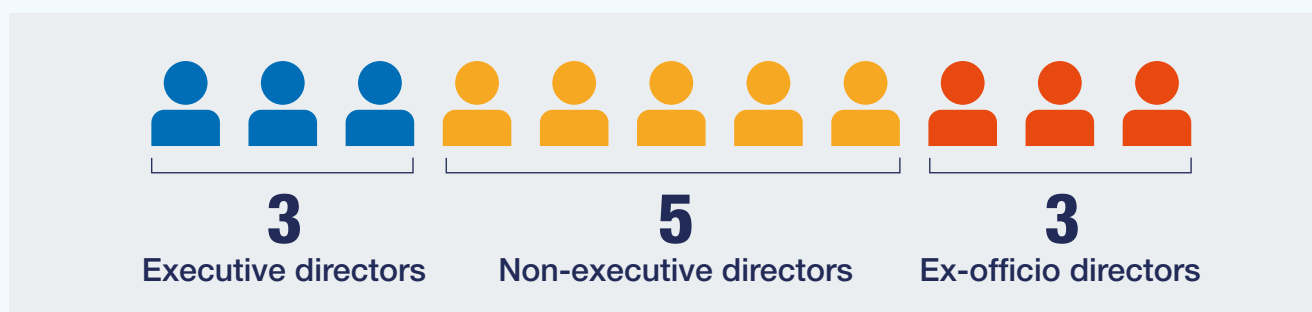 3
Executive directors
5
Non-executive directors
3
Ex-officio directors